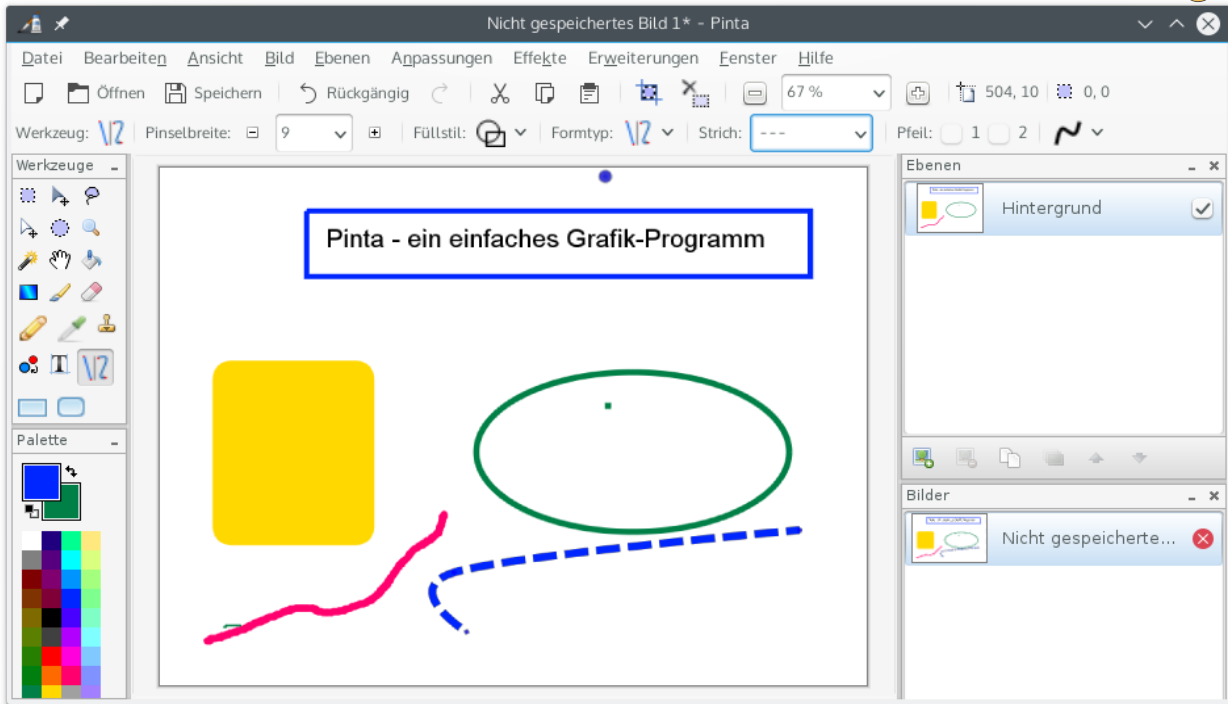 Nicht gespeichertes Bild 1* – Pinta
Datei Bearbeiten Ansicht Bild Ebenen Anpassungen Effekte Erweiterungen Fenster Hilfe
Öffnen Speichern Rückgängig 67 % 504, 10 0, 0
Werkzeug: Pinselbreite: 9 Füllstil: Formtyp: Strich: --- Pfeil: 1 2
Werkzeuge
Ebenen
Hintergrund
Pinta - ein einfaches Grafik-Programm
Palette
Bilder
Nicht gespeicherte...